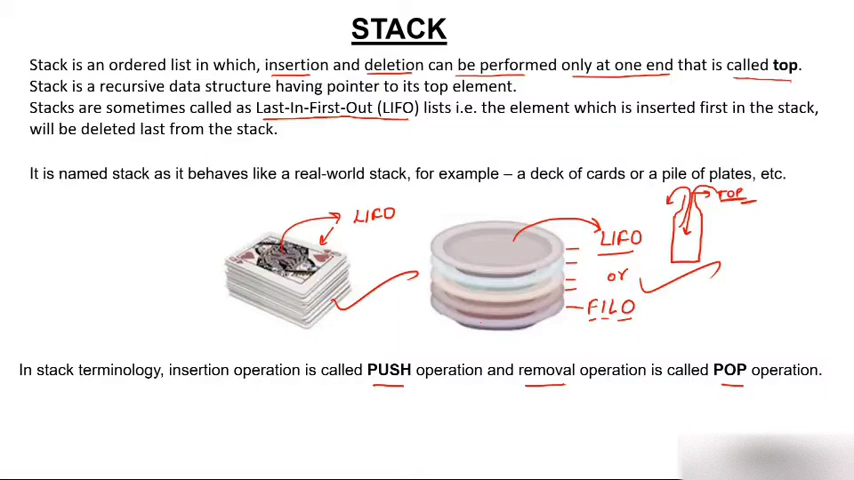 STACK
Stack is an ordered list in which, insertion and deletion can be performed only at one end that is called top.
Stack is a recursive data structure having pointer to its top element.
Stacks are sometimes called as Last-In-First-Out (LIFO) lists i.e. the element which is inserted first in the stack,
will be deleted last from the stack.
It is named stack as it behaves like a real-world stack, for example – a deck of cards or a pile of plates, etc.
TOP
LIFO
LIFO
or
FILO
In stack terminology, insertion operation is called PUSH operation and removal operation is called POP operation.